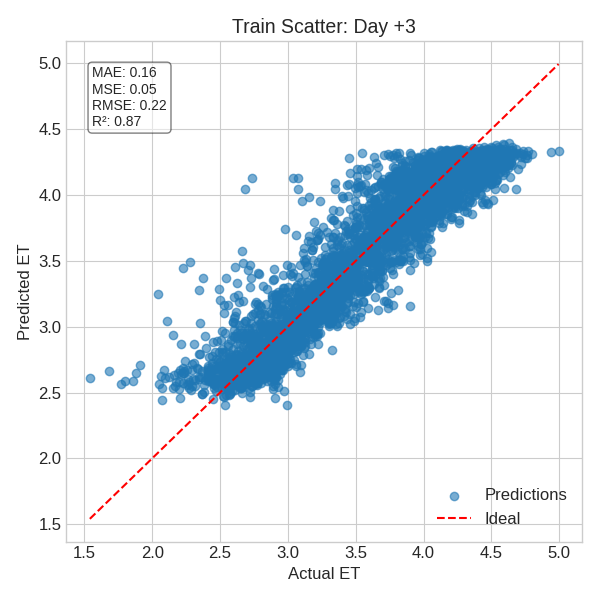 Train Scatter: Day +3
MAE: 0.16
MSE: 0.05
RMSE: 0.22
R²: 0.87
5.0
4.5
4.0
3.5
3.0
2.5
2.0
1.5
Predicted ET
Predictions
Ideal
1.5 2.0 2.5 3.0 3.5 4.0 4.5 5.0
Actual ET